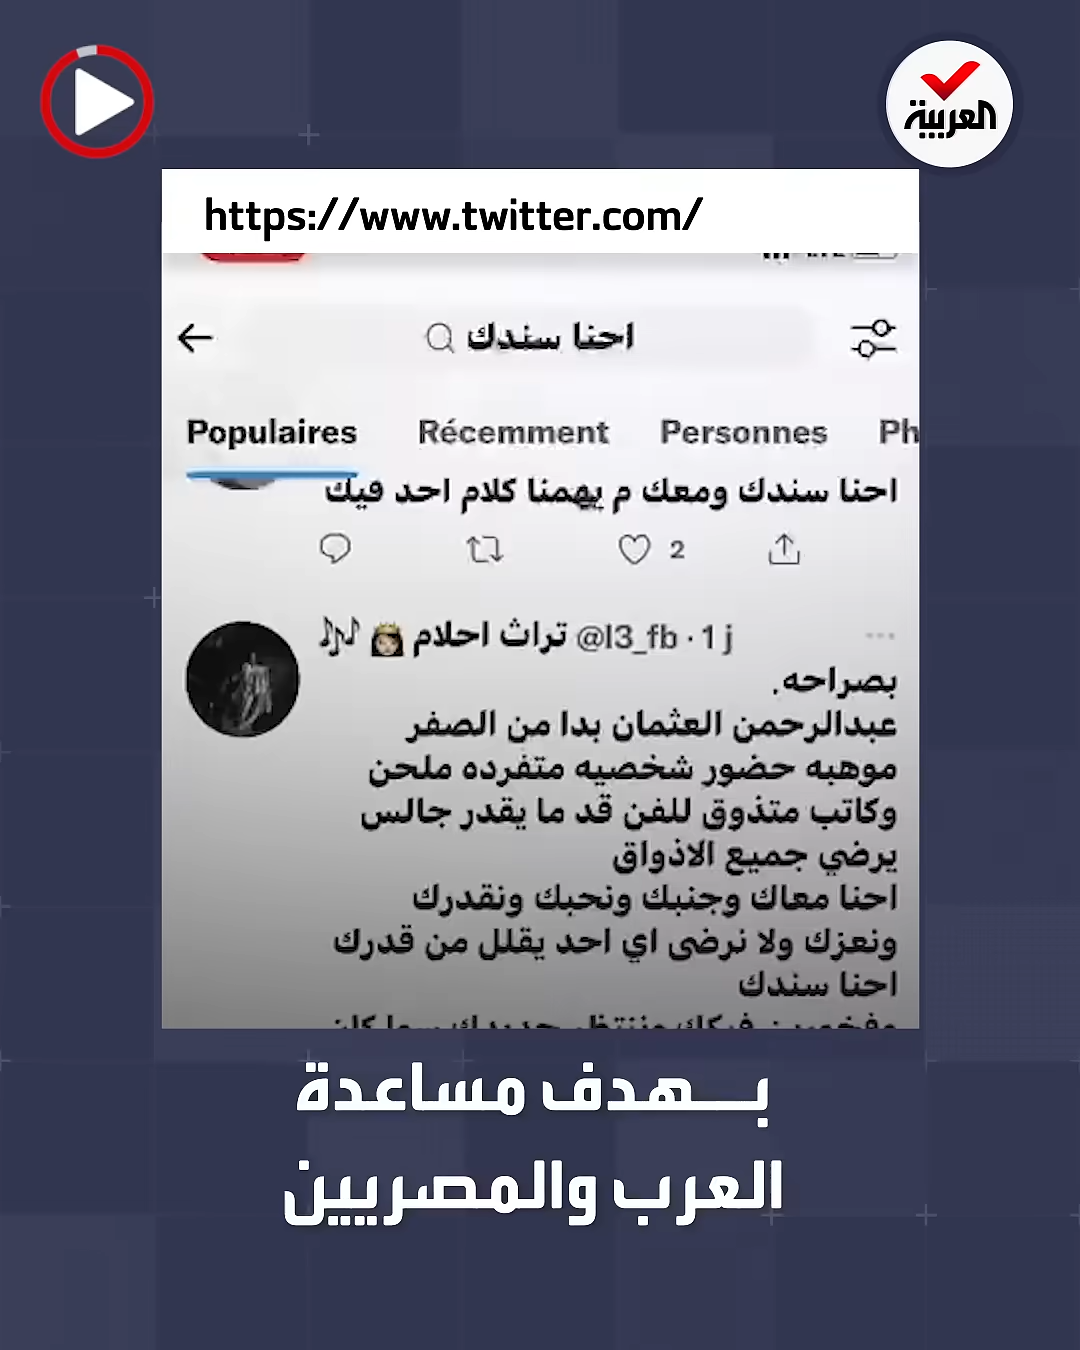 العربية
https://www.twitter.com/
احنا سندك
Populaires Récemment Personnes Ph
احنا سندك ومعك م يهمنا كلام احد فيك
2
تراث احلام @l3_fb · 1 j
بصراحه.
عبدالرحمن العثمان بدا من الصفر
موهبه حضور شخصيه متفرده ملحن
وكاتب متذوق للفن قد ما يقدر جالس
يرضي جميع الاذواق
احنا معاك وجنبك ونحبك ونقدرك
ونعزك ولا نرضى اي احد يقلل من قدرك
احنا سندك
بهدف مساعدة
العرب والمصريين